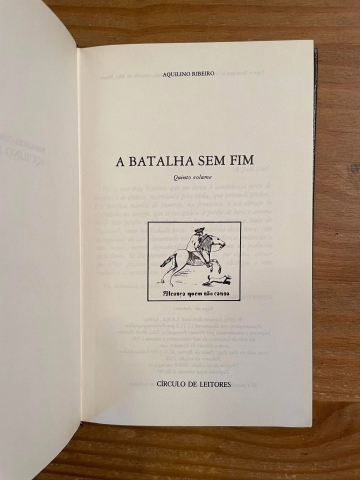 AQUILINO RIBEIRO
A BATALHA SEM FIM
Quinto volume
Alcança quem não cansa
CÍRCULO DE LEITORES